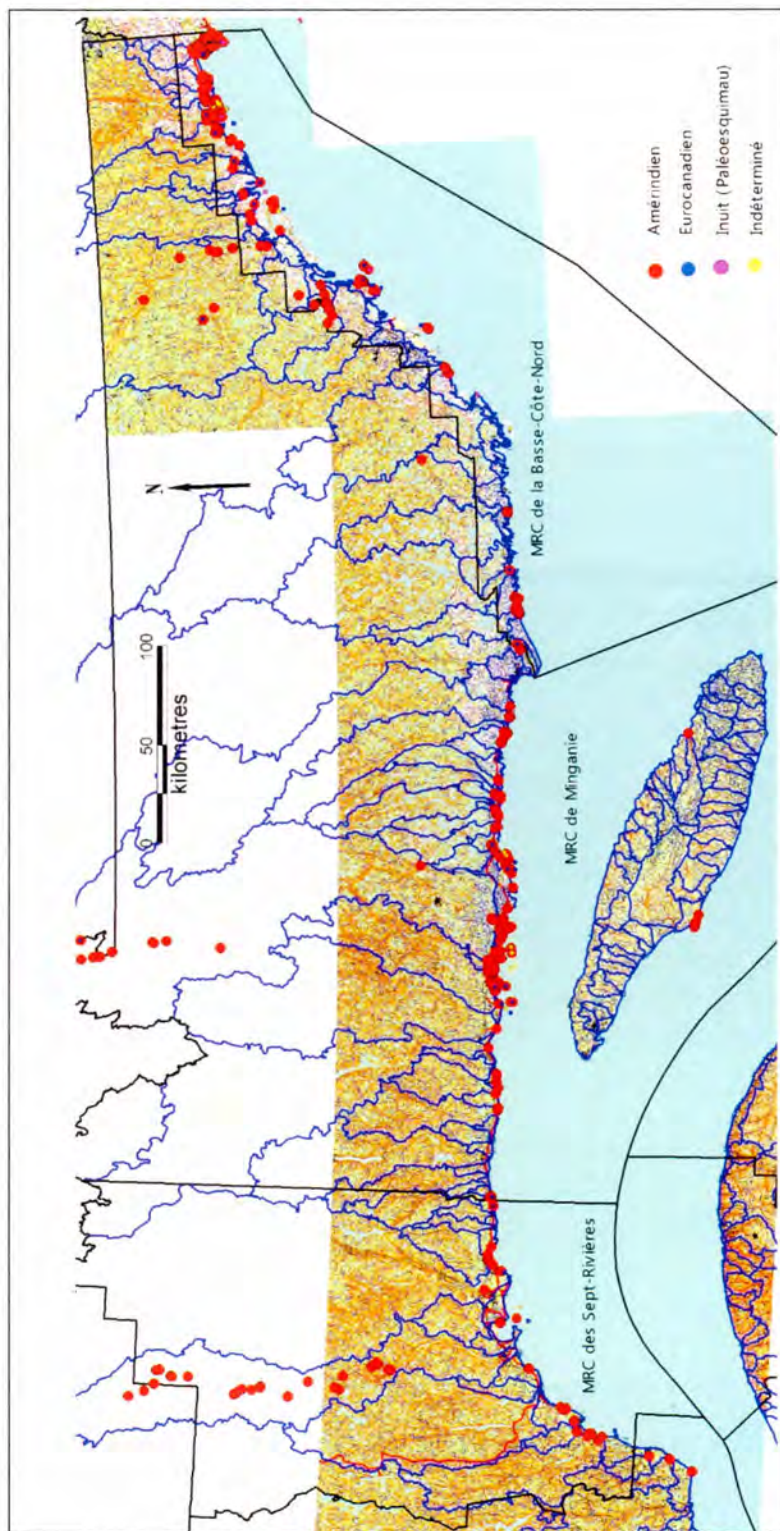 Amérindien
Eurocanadien
Inuit (Paléoesquimau)
Indéterminé
MRC de la Basse-Côte-Nord
N
0 50 100
kilometres
MRC de Minganie
MRC des Sept-Rivières